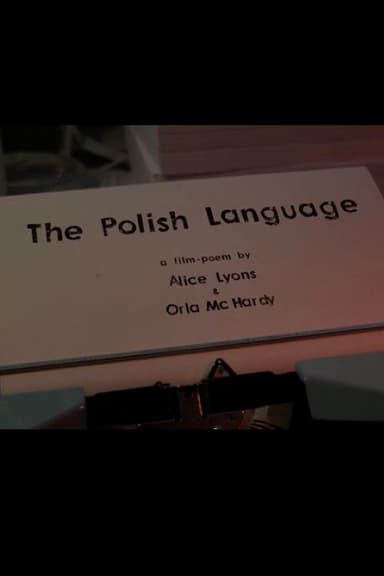 The Polish Language
a film-poem by
Alice Lyons
&
Orla Mc Hardy